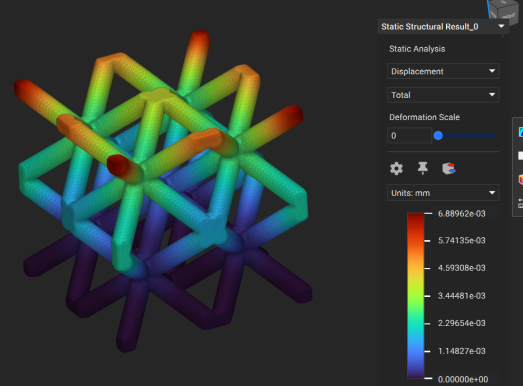 Static Structural Result_0
Static Analysis
Displacement
Total
Deformation Scale
0
Units: mm
6.88962e-03
5.74135e-03
4.59308e-03
3.44481e-03
2.29654e-03
1.14827e-03
0.00000e+00